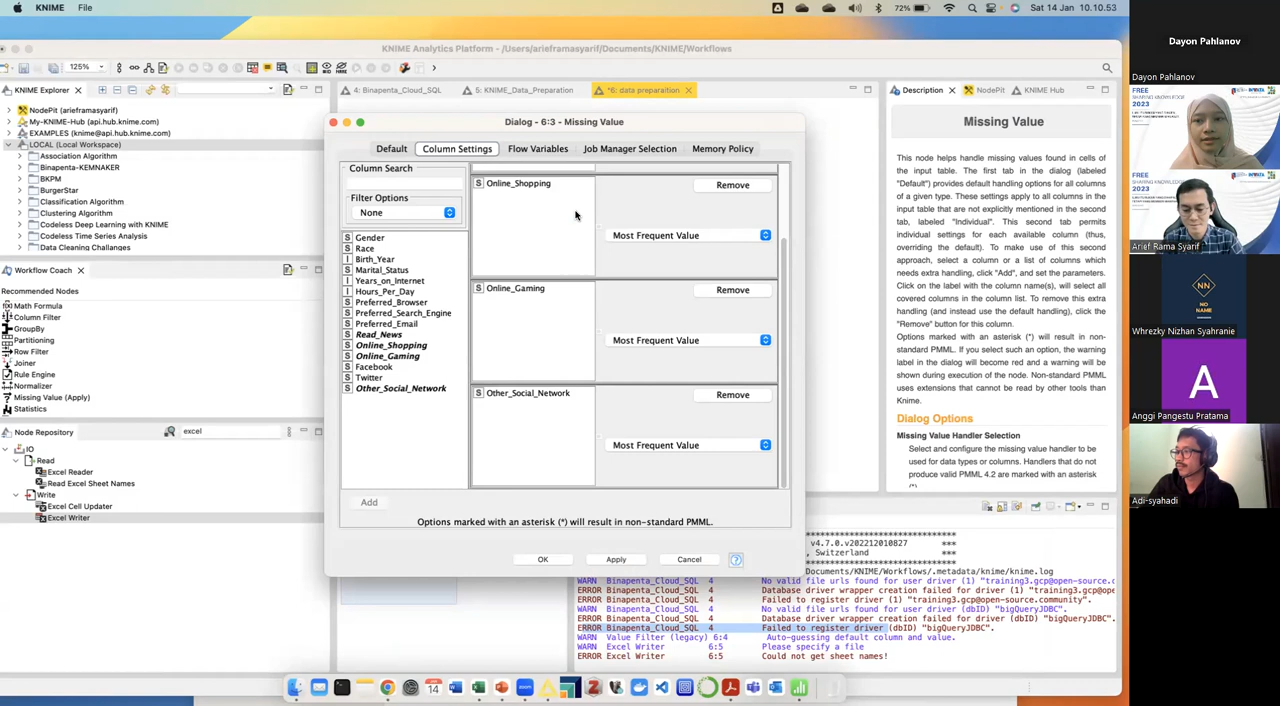 KNIME File
72%
Sat 14 Jan 10.10.53
KNIME Analytics Platform - /Users/arieframasyarif/Documents/KNIME/Workflows
125%
KNIME Explorer
NodePit (arieframasyarif)
My-KNIME-Hub (api.hub.knime.com)
EXAMPLES (knime@api.hub.knime.com)
LOCAL (Local Workspace)
Association Algorithm
Binapenta-KEMNAKER
BKPM
BurgerStar
Classification Algorithm
Clustering Algorithm
Codeless Deep Learning with KNIME
Codeless Time Series Analysis
Data Cleaning Challanges
Workflow Coach
Recommended Nodes
Math Formula
Column Filter
GroupBy
Partitioning
Row Filter
Joiner
Rule Engine
Normalizer
Missing Value (Apply)
Statistics
Node Repository
excel
IO
Read
Excel Reader
Read Excel Sheet Names
Write
Excel Cell Updater
Excel Writer
4: Binapenta_Cloud_SQL
5: KNIME_Data_Preparation
*6: data preparation
Dialog - 6:3 - Missing Value
Default
Column Settings
Flow Variables
Job Manager Selection
Memory Policy
Column Search
Filter Options
None
S Gender
S Race
I Birth_Year
S Marital_Status
S Years_on_Internet
I Hours_Per_Day
S Preferred_Browser
S Preferred_Search_Engine
S Preferred_Email
S Read_News
S Online_Shopping
S Online_Gaming
S Facebook
S Twitter
S Other_Social_Network
Add
S Online_Shopping
Remove
Most Frequent Value
S Online_Gaming
Remove
Most Frequent Value
S Other_Social_Network
Remove
Most Frequent Value
Options marked with an asterisk (*) will result in non-standard PMML.
OK
Apply
Cancel
?
Description
NodePit
KNIME Hub
Missing Value
This node helps handle missing values found in cells of
the input table. The first tab in the dialog (labeled
"Default") provides default handling options for all columns
of a given type. These settings apply to all columns in
the input table that are not explicitly mentioned in the
second tab, labeled "Individual". This second tab permits
individual settings for each available column (thus,
overriding the default). To make use of this second
approach, select a column or a list of columns which
needs extra handling, click "Add", and set the parameters.
Click on the label with the column name(s), will select all
covered columns in the column list. To remove this extra
handling (and instead use the default handling), click the
"Remove" button for this column.
Options marked with an asterisk (*) will result in non-
standard PMML. If you select such an option, the warning
label in the dialog will become red and a warning will be
shown during execution of the node. Non-standard PMML
uses extensions that cannot be read by other tools than
Knime.
Dialog Options
Missing Value Handler Selection
Select and configure the missing value handler to be
used for data types or columns. Handlers that do not
produce valid PMML 4.2 are marked with an asterisk
(*)
v4.7.0.v202212010827 ***
, Switzerland ***
Documents/KNIME/Workflows/.metadata/knime/knime.log
WARN Binapenta_Cloud_SQL 4 No valid file urls found for user driver (1) "training3.gcp@open-source.c
ERROR Binapenta_Cloud_SQL 4 Database driver wrapper creation failed for driver (1) "training3.gcp@ope
ERROR Binapenta_Cloud_SQL 4 Failed to register driver (1) "training3.gcp@open-source.community".
WARN Binapenta_Cloud_SQL 4 No valid file urls found for user driver (dbID) "bigQueryJDBC".
ERROR Binapenta_Cloud_SQL 4 Database driver wrapper creation failed for driver (dbID) "bigQueryJDBC".
ERROR Binapenta_Cloud_SQL 4 Failed to register driver (dbID) "bigQueryJDBC".
WARN Value Filter (legacy) 6:4 Auto-guessing default column and value.
WARN Excel Writer 6:5 Please specify a file
ERROR Excel Writer 6:5 Could not get sheet names!
14
zoom
Dayon Pahlanov
Dayon Pahlanov
FREE
SHARING KNOWLEDGE
2023
FREE
SHARING KNOWLEDGE
2023
Arief Rama Syarif
NN
NO
NAME
Whrezky Nizhan Syahranie
A
Anggi Pangestu Pratama
Adi-syahadi